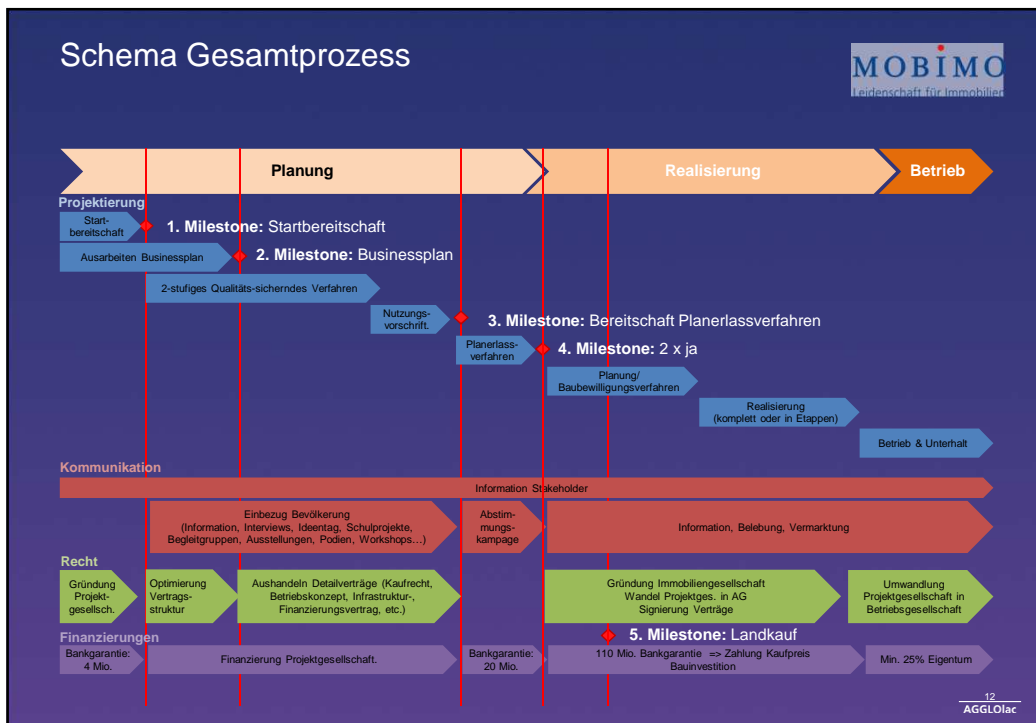 Schema Gesamtprozess
MOBIMO
Leidenschaft für Immobilien
Planung
Realisierung
Betrieb
Projektierung
Start-
bereitschaft
1. Milestone: Startbereitschaft
Ausarbeiten Businessplan
2. Milestone: Businessplan
2-stufiges Qualitäts-sicherndes Verfahren
Nutzungs-
vorschrift.
3. Milestone: Bereitschaft Planerlassverfahren
Planerlass-
verfahren
4. Milestone: 2 x ja
Planung/
Baubewilligungsverfahren
Realisierung
(komplett oder in Etappen)
Betrieb & Unterhalt
Kommunikation
Information Stakeholder
Einbezug Bevölkerung
(Information, Interviews, Ideentag, Schulprojekte,
Begleitgruppen, Ausstellungen, Podien, Workshops…)
Abstim-
mungs-
kampage
Information, Belebung, Vermarktung
Recht
Gründung
Projekt-
gesellsch.
Optimierung
Vertrags-
struktur
Aushandeln Detailverträge (Kaufrecht,
Betriebskonzept, Infrastruktur-,
Finanzierungsvertrag, etc.)
Gründung Immobiliengesellschaft
Wandel Projektges. in AG
Signierung Verträge
Umwandlung
Projektgesellschaft in
Betriebsgesellschaft
Finanzierungen
5. Milestone: Landkauf
Bankgarantie:
4 Mio.
Finanzierung Projektgesellschaft.
Bankgarantie:
20 Mio.
110 Mio. Bankgarantie => Zahlung Kaufpreis
Bauinvestition
Min. 25% Eigentum
12
AGGLOlac